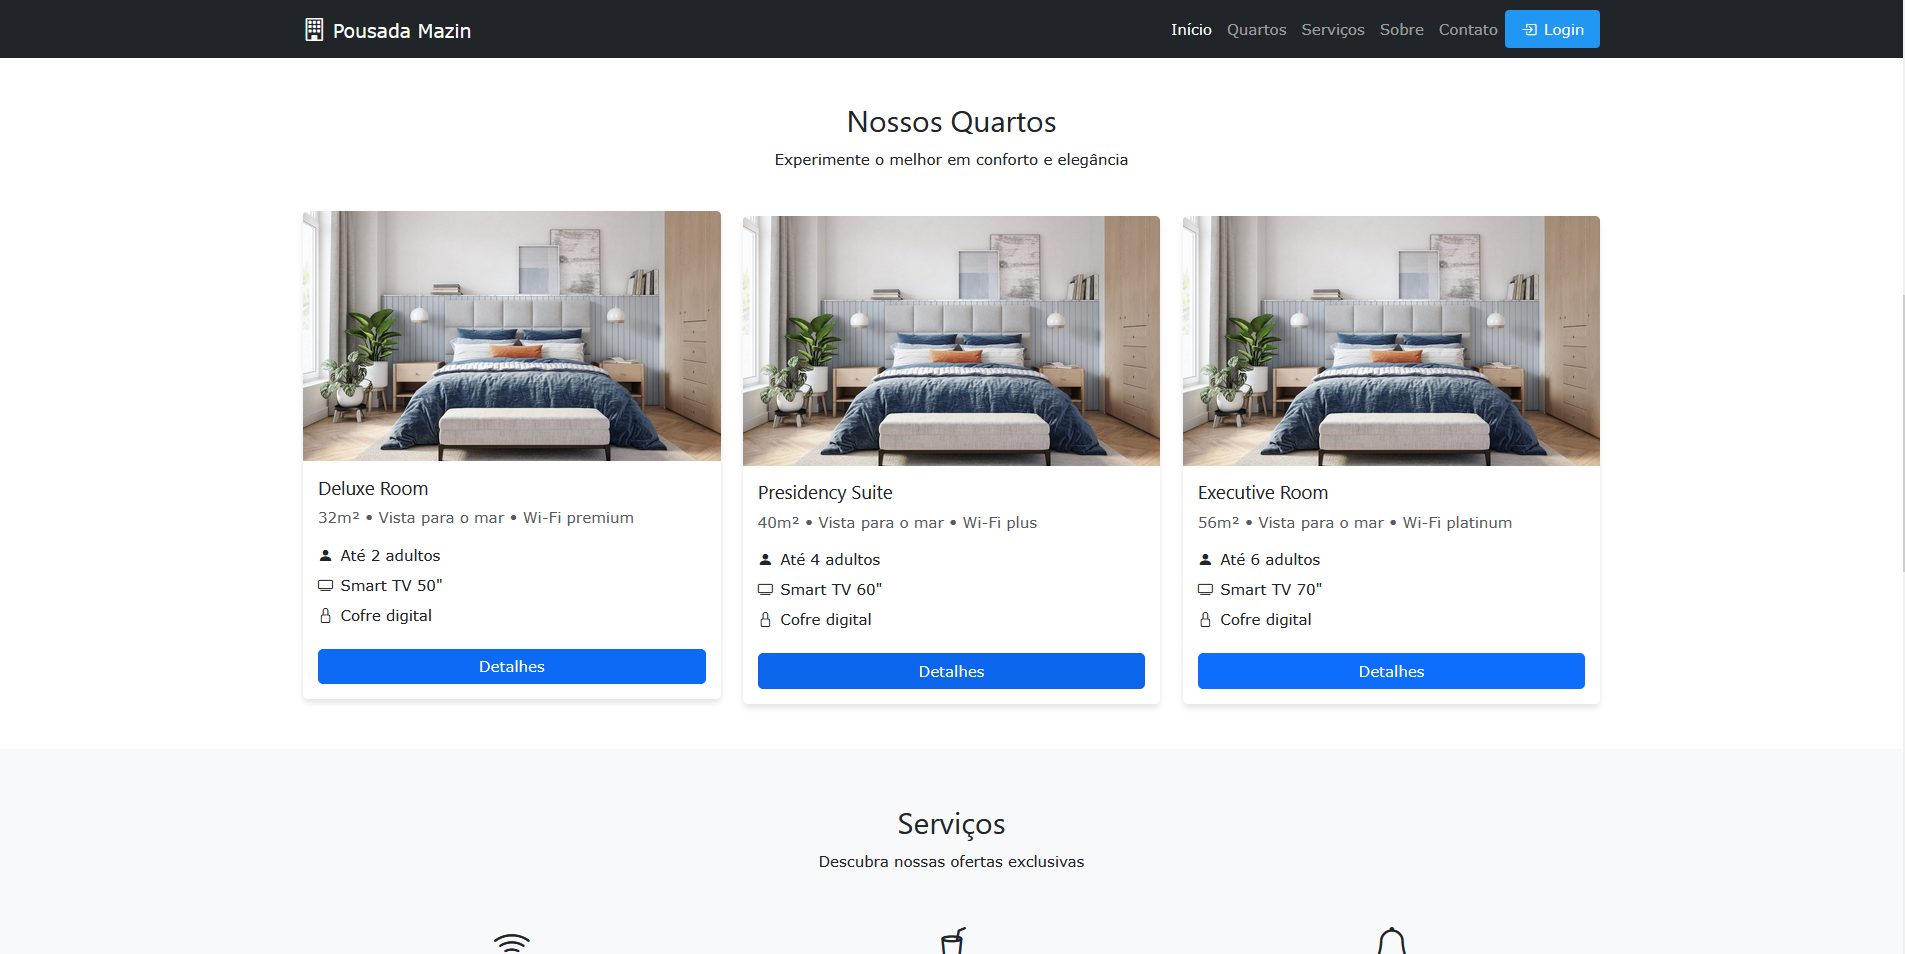 Pousada Mazin
Início Quartos Serviços Sobre Contato Login
Nossos Quartos
Experimente o melhor em conforto e elegância
Deluxe Room
32m² • Vista para o mar • Wi-Fi premium
Até 2 adultos
Smart TV 50"
Cofre digital
Detalhes
Presidency Suite
40m² • Vista para o mar • Wi-Fi plus
Até 4 adultos
Smart TV 60"
Cofre digital
Detalhes
Executive Room
56m² • Vista para o mar • Wi-Fi platinum
Até 6 adultos
Smart TV 70"
Cofre digital
Detalhes
Serviços
Descubra nossas ofertas exclusivas